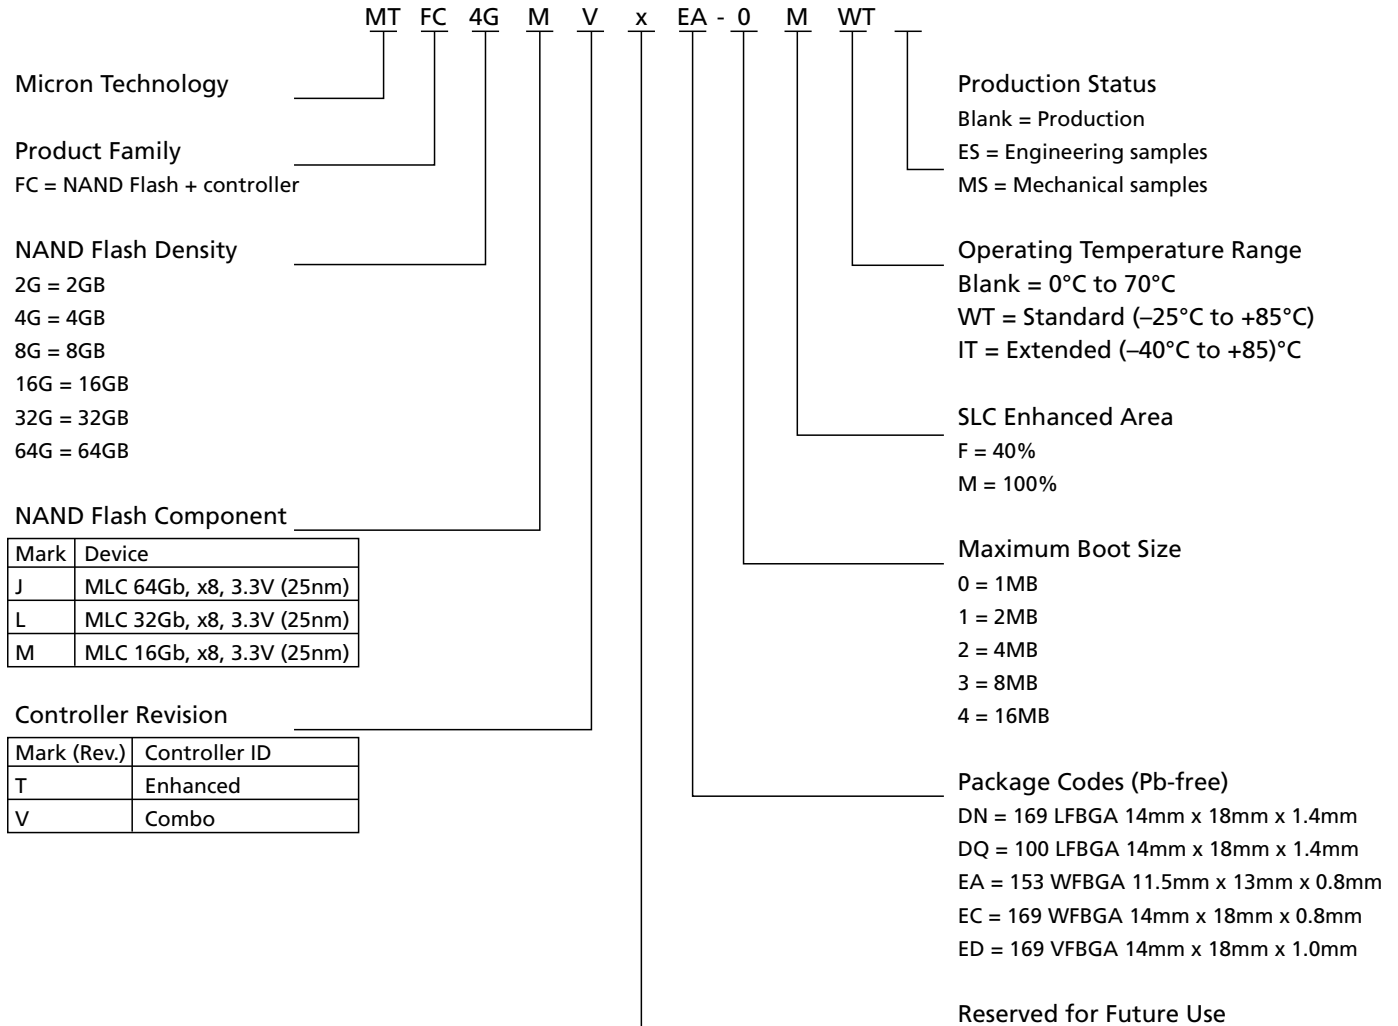 MT FC 4G M V x EA - 0 M WT
Micron Technology
Product Family
FC = NAND Flash + controller
NAND Flash Density
2G = 2GB
4G = 4GB
8G = 8GB
16G = 16GB
32G = 32GB
64G = 64GB
NAND Flash Component
Mark Device
J MLC 64Gb, x8, 3.3V (25nm)
L MLC 32Gb, x8, 3.3V (25nm)
M MLC 16Gb, x8, 3.3V (25nm)
Controller Revision
Mark (Rev.) Controller ID
T Enhanced
V Combo
Production Status
Blank = Production
ES = Engineering samples
MS = Mechanical samples
Operating Temperature Range
Blank = 0°C to 70°C
WT = Standard (–25°C to +85°C)
IT = Extended (–40°C to +85)°C
SLC Enhanced Area
F = 40%
M = 100%
Maximum Boot Size
0 = 1MB
1 = 2MB
2 = 4MB
3 = 8MB
4 = 16MB
Package Codes (Pb-free)
DN = 169 LFBGA 14mm x 18mm x 1.4mm
DQ = 100 LFBGA 14mm x 18mm x 1.4mm
EA = 153 WFBGA 11.5mm x 13mm x 0.8mm
EC = 169 WFBGA 14mm x 18mm x 0.8mm
ED = 169 VFBGA 14mm x 18mm x 1.0mm
Reserved for Future Use